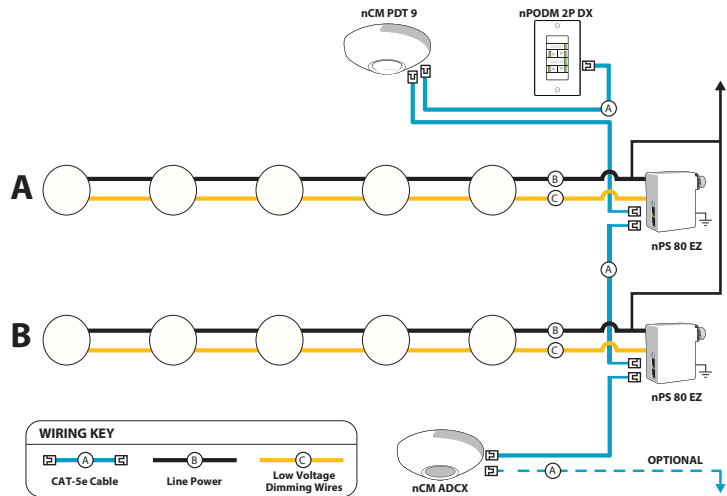 nCM PDT 9
nPODM 2P DX
A
A
B
C
nPS 80 EZ
A
B
B
C
nPS 80 EZ
WIRING KEY
A
B
C
CAT-5e Cable
Line Power
Low Voltage
Dimming Wires
nCM ADCX
A
OPTIONAL